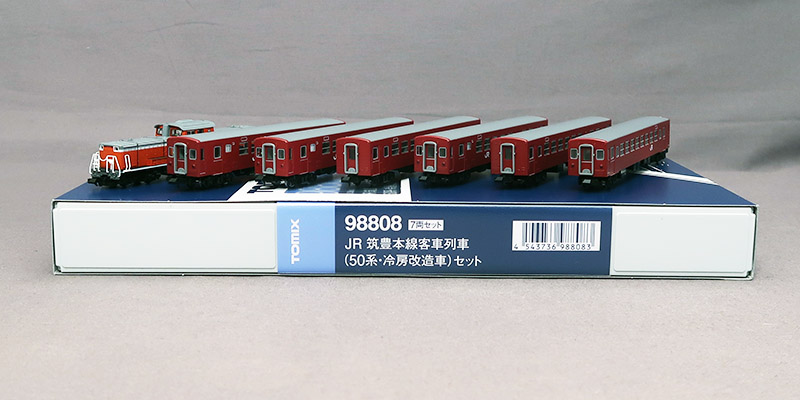 TOMIX
98808 7両セット
JR 筑豊本線客車列車
(50系・冷房改造車)セット
4 543736 988083